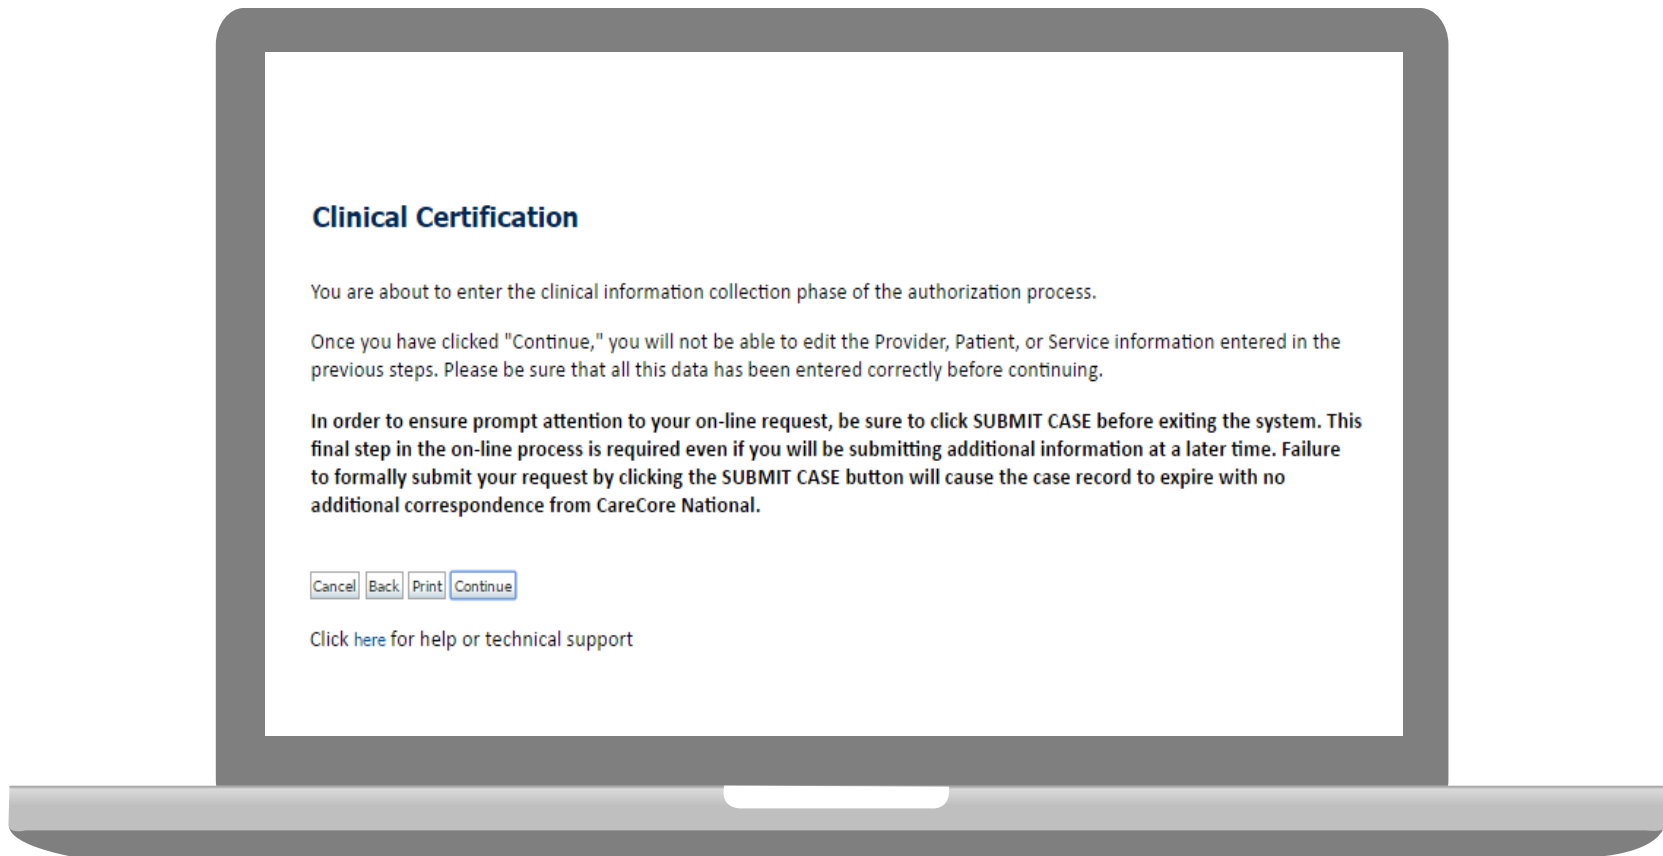 Clinical Certification
You are about to enter the clinical information collection phase of the authorization process.
Once you have clicked "Continue," you will not be able to edit the Provider, Patient, or Service information entered in the
previous steps. Please be sure that all this data has been entered correctly before continuing.
In order to ensure prompt attention to your on-line request, be sure to click SUBMIT CASE before exiting the system. This
final step in the on-line process is required even if you will be submitting additional information at a later time. Failure
to formally submit your request by clicking the SUBMIT CASE button will cause the case record to expire with no
additional correspondence from CareCore National.
Cancel Back Print Continue
Click here for help or technical support